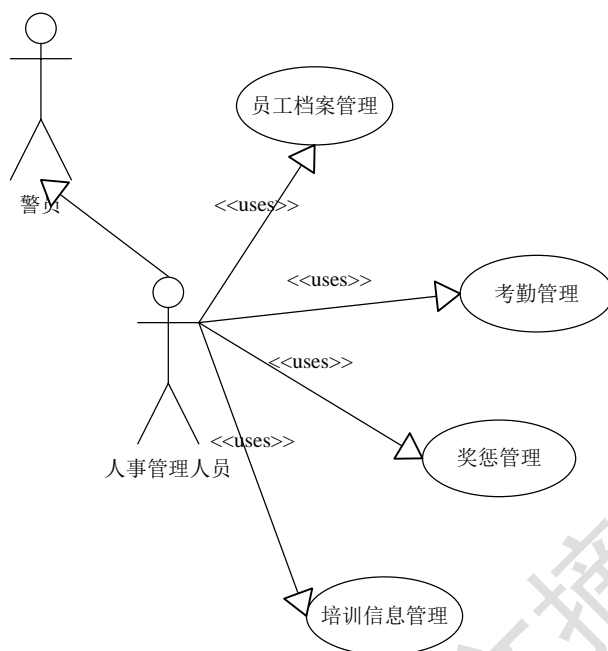 员工档案管理
警员
<<uses>>
<<uses>>
考勤管理
<<uses>>
<<uses>>
奖惩管理
人事管理人员
培训信息管理
摘